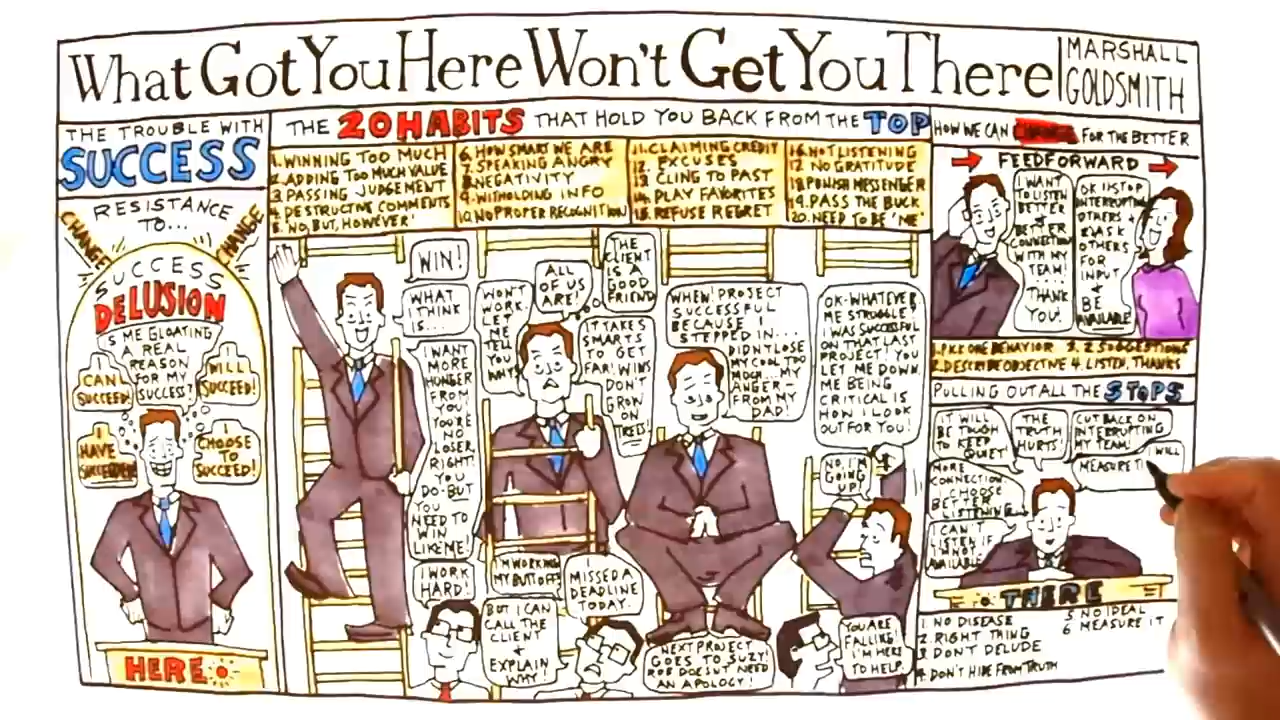 What Got You Here Won't Get You There
MARSHALL
GOLDSMITH
THE TROUBLE WITH
SUCCESS
RESISTANCE
TO...
CHANGE
CHANGE
SUCCESS
DELUSION
IS ME GLOATING
A REAL
REASON
FOR MY
SUCCESS?
I CAN
SUCCEED!
I WILL
SUCCEED!
I HAVE
SUCCEEDED!
I CHOOSE
TO
SUCCEED!
HERE
THE 20 HABITS THAT HOLD YOU BACK FROM THE TOP
1. WINNING TOO MUCH
2. ADDING TOO MUCH VALUE
3. PASSING JUDGEMENT
4. DESTRUCTIVE COMMENTS
5. NO, BUT, HOWEVER!
6. HOW SMART WE ARE
7. SPEAKING ANGRY
8. NEGATIVITY
9. WITHOLDING INFO
10. NO PROPER RECOGNITION
11. CLAIMING CREDIT
12. EXCUSES
13. CLING TO PAST
14. PLAY FAVORITES
15. REFUSE REGRET
16. NOT LISTENING
17. NO GRATITUDE
18. PUNISH MESSENGER
19. PASS THE BUCK
20. NEED TO BE 'ME'
WIN!
WHAT
I THINK
IS...
I WANT
MORE
HUNGER
FROM
YOU!
YOU'RE
NO
LOSER,
RIGHT!
YOU
DO-BUT
YOU
NEED TO
WIN
LIKE ME!
I WORK
HARD!
WON'T
WORK.
LET
ME
TELL
YOU
WHY!
ALL
OF US
ARE!
THE
CLIENT
IS A
GOOD
FRIEND
IT TAKES
SMARTS
TO GET
FAR! WINS
DON'T
GROW
ON
TREES!
I'M WORKING
MY BUTT OFF!
BUT I CAN
CALL THE
CLIENT
+
EXPLAIN
WHY!
MISSED A
DEADLINE
TODAY.
WHEW! PROJECT
SUCCESSFUL
BECAUSE I
STEPPED IN...
DIDN'T LOSE
MY COOL TOO
MUCH... MY
ANGER-
FROM MY
DAD!
NEXT PROJECT
GOES TO SUZY!
ROB DOESN'T NEED
AN APOLOGY!
OK-WHATEVER
ME STRUGGLE?
I WAS SUCCESSFUL
ON THAT LAST
PROJECT! YOU
LET ME DOWN.
ME BEING
CRITICAL IS
HOW I LOOK
OUT FOR YOU!
NO, I'M
GOING
UP!
YOU ARE
FALLING!
I'M HERE
TO HELP.
HOW WE CAN CHANGE FOR THE BETTER
FEEDFORWARD
I WANT
TO LISTEN
BETTER
+
BETTER
CONNECTION
WITH MY
TEAM!
THANK
YOU!
OK 1) STOP
INTERRUPTING
OTHERS +
2) ASK
OTHERS
FOR
INPUT
+
BE
AVAILABLE
1. PICK ONE BEHAVIOR 3. 2 SUGGESTIONS
2. DESCRIBE OBJECTIVE 4. LISTEN, THANKS
PULLING OUT ALL THE STOPS
IT WILL
BE TOUGH
TO KEEP
QUIET!
THE
TRUTH
HURTS!
CUT BACK ON
INTERRUPTING
MY TEAM!
I WILL
MEASURE T
MORE
CONNECTION
I CHOOSE
BETTER
LISTENING
I CAN'T
LISTEN IF
I'M NOT
AVAILABLE
THERE
1. NO DISEASE
2. RIGHT THING
3. DON'T DELUDE
4. DON'T HIDE FROM TRUTH
5 NO IDEAL
6 MEASURE IT